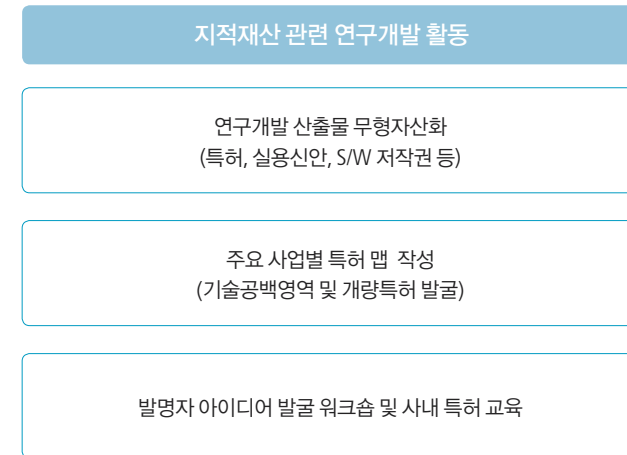 지적재산 관련 연구개발 활동
연구개발 산출물 무형자산화
(특허, 실용신안, S/W 저작권 등)
주요 사업별 특허 맵 작성
(기술공백영역 및 개량특허 발굴)
발명자 아이디어 발굴 워크숍 및 사내 특허 교육